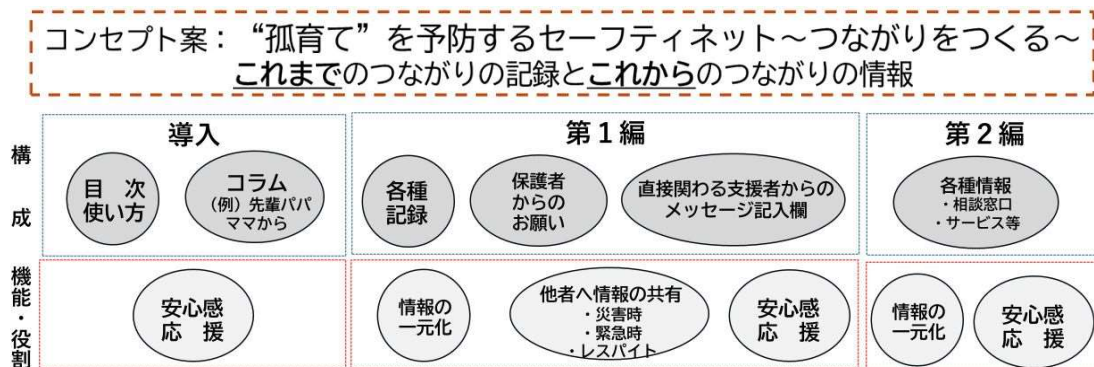 コンセプト案：“孤育て”を予防するセーフティネット～つながりをつくる～
これまでのつながりの記録とこれからのつながりの情報
構成
導入
目　次
使い方
コラム
（例）先輩パパ
ママから
第１編
各種
記録
保護者
からの
お願い
直接関わる支援者からの
メッセージ記入欄
第２編
各種情報
・相談窓口
・サービス等
機能・役割
安心感
応　援
情報の
一元化
他者へ情報の共有
・災害時
・緊急時
・レスパイト
安心感
応　援
情報の
一元化
安心感
応　援